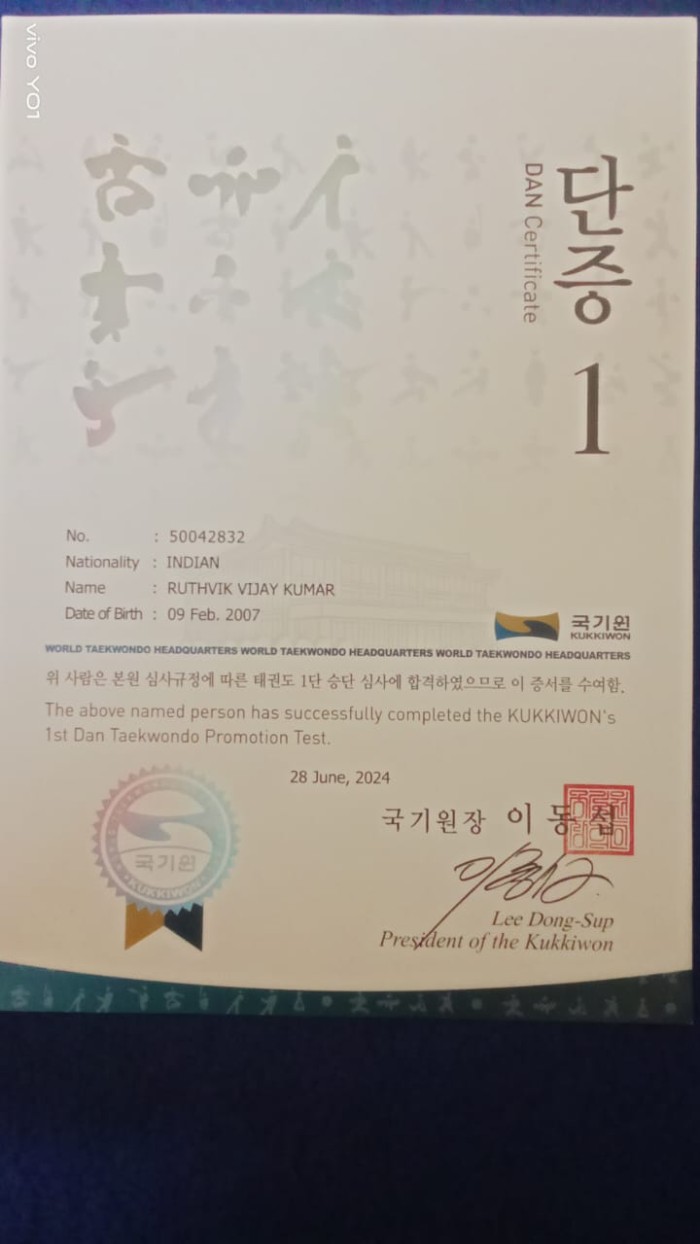 vivo Y01
단증
DAN Certificate
1
No. : 50042832
Nationality : INDIAN
Name : RUTHVIK VIJAY KUMAR
Date of Birth : 09 Feb. 2007
국기원
KUKKIWON
WORLD TAEKWONDO HEADQUARTERS WORLD TAEKWONDO HEADQUARTERS WORLD TAEKWONDO HEADQUARTERS
위 사람은 본원 심사규정에 따른 태권도 1단 승단 심사에 합격하였으므로 이 증서를 수여함.
The above named person has successfully completed the KUKKIWON's
1st Dan Taekwondo Promotion Test.
28 June, 2024
국기원
KUKKIWON
국기원장 이동섭
Lee Dong-Sup
President of the Kukkiwon